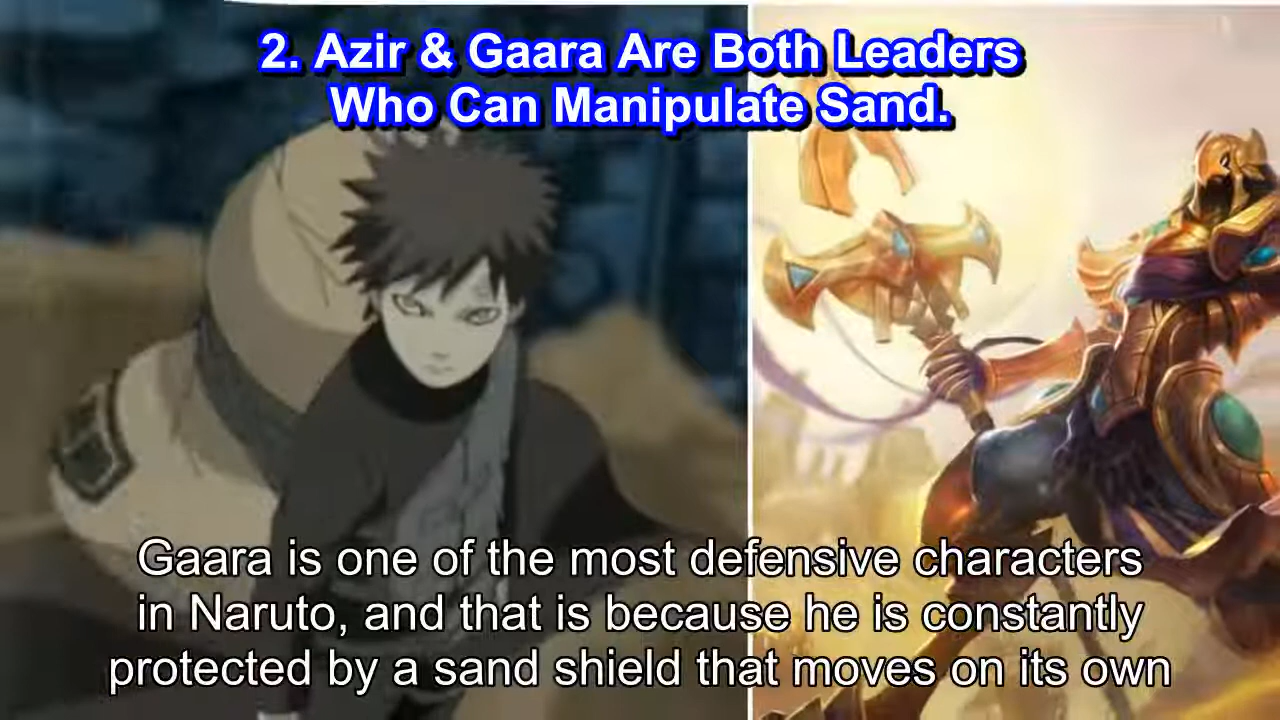 2. Azir & Gaara Are Both Leaders
Who Can Manipulate Sand.
Gaara is one of the most defensive characters
in Naruto, and that is because he is constantly
protected by a sand shield that moves on its own